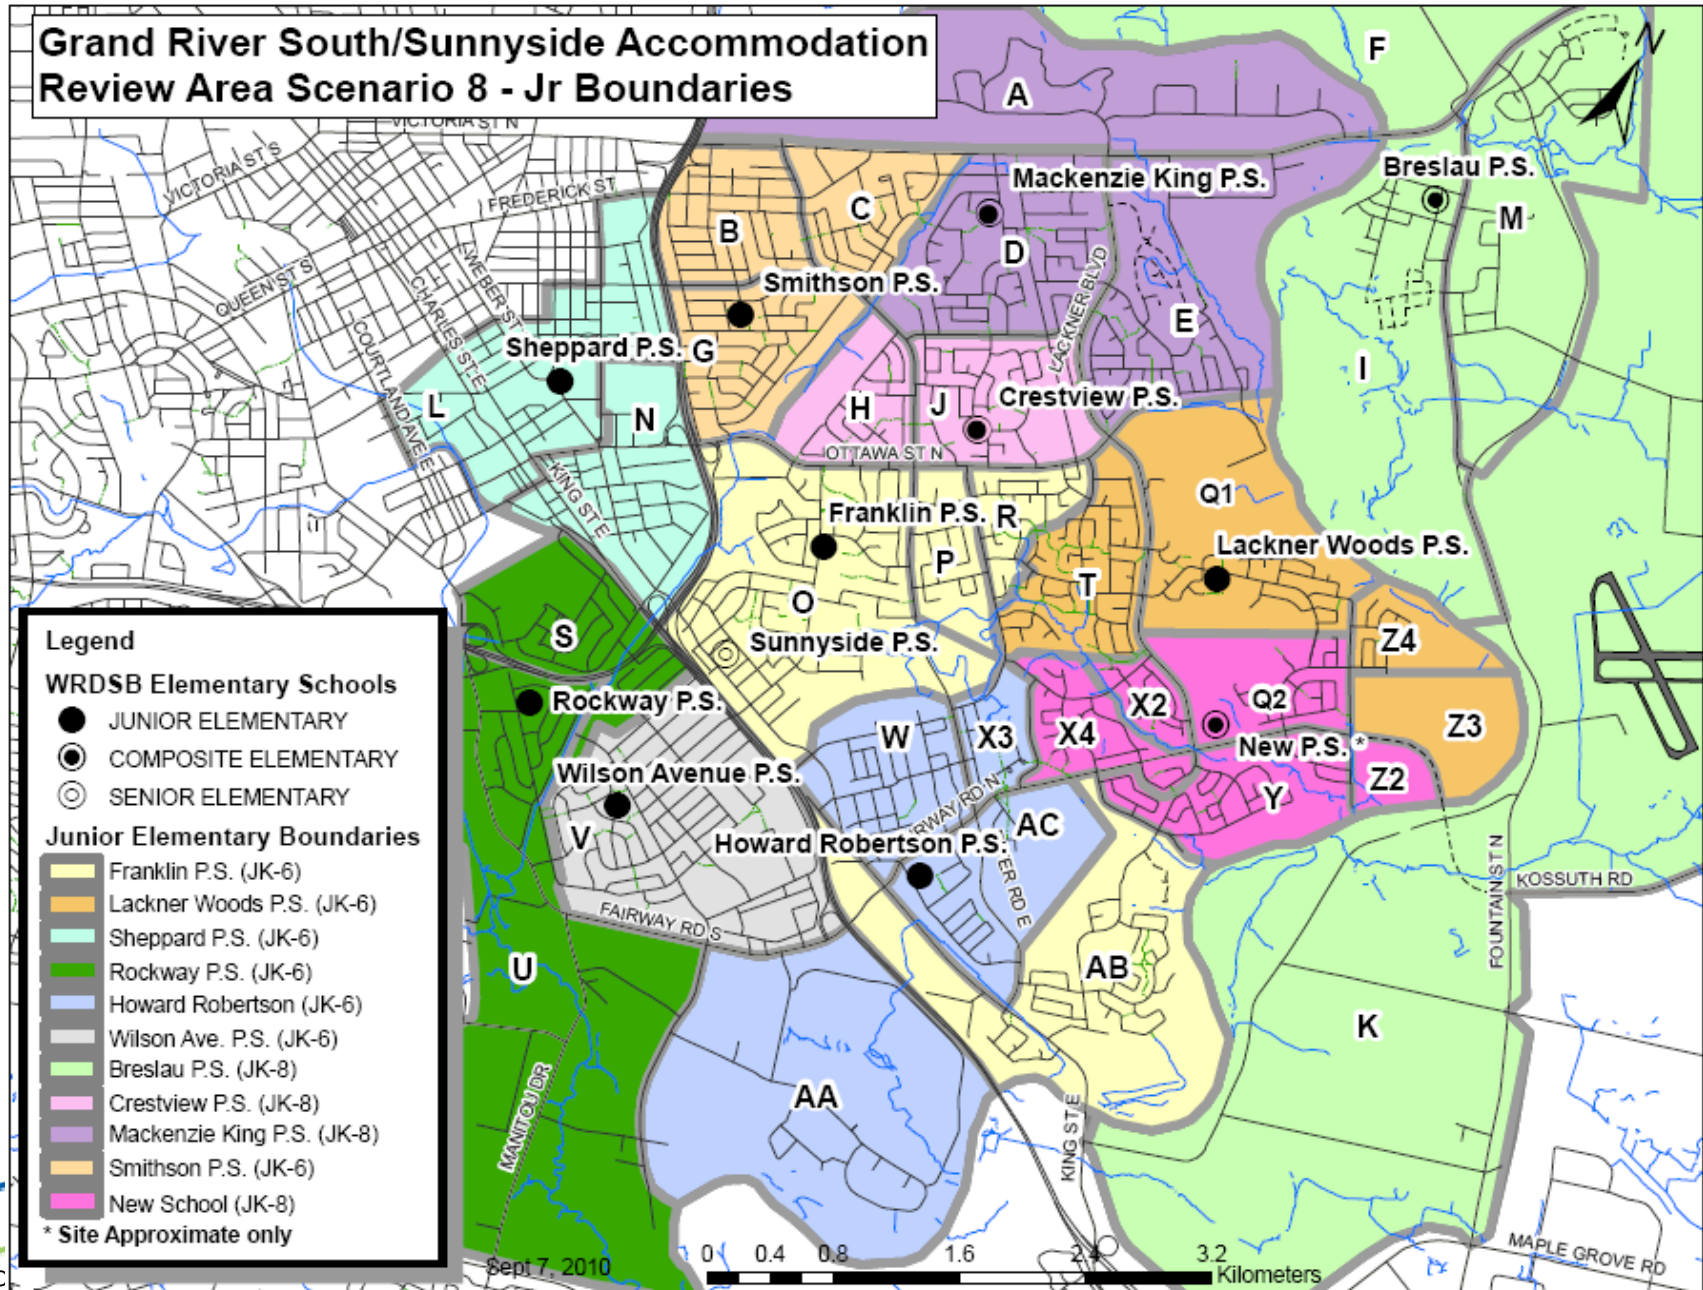 Grand River South/Sunnyside Accommodation
Review Area Scenario 8 - Jr Boundaries
VICTORIA ST N
VICTORIA ST S
FREDERICK ST
QUEEN ST S
WEBER ST
CHARLES ST E
COURTLAND AVE E
KING ST E
F
A
N
Breslau P.S.
Mackenzie King P.S.
M
B
C
D
LACKNER BLVD
Smithson P.S.
E
I
Sheppard P.S.
G
L
N
H
J
Crestview P.S.
OTTAWA ST N
Q1
Franklin P.S.
R
Lackner Woods P.S.
P
T
O
S
Sunnyside P.S.
Z4
Rockway P.S.
W
X3
X4
X2
Q2
Z3
New P.S. *
Z2
Wilson Avenue P.S.
Y
V
FAIRWAY RD N
AC
Howard Robertson P.S.
ER RD E
FAIRWAY RD S
FOUNTAIN ST N
KOSSUTH RD
U
AB
K
AA
MANITOU DR
KING ST E
MAPLE GROVE RD
Legend
WRDSB Elementary Schools
JUNIOR ELEMENTARY
COMPOSITE ELEMENTARY
SENIOR ELEMENTARY
Junior Elementary Boundaries
Franklin P.S. (JK-6)
Lackner Woods P.S. (JK-6)
Sheppard P.S. (JK-6)
Rockway P.S. (JK-6)
Howard Robertson (JK-6)
Wilson Ave. P.S. (JK-6)
Breslau P.S. (JK-8)
Crestview P.S. (JK-8)
Mackenzie King P.S. (JK-8)
Smithson P.S. (JK-6)
New School (JK-8)
* Site Approximate only
Sept 7, 2010
0 0.4 0.8 1.6 2.4 3.2
Kilometers